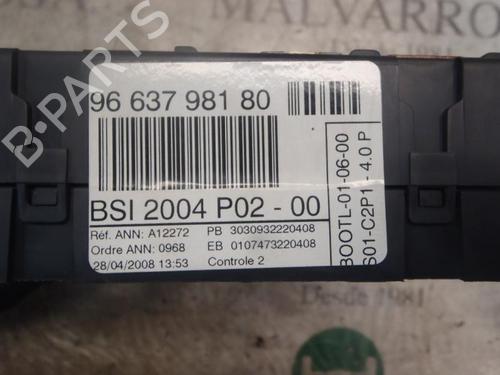 MALVARRO
96 637 981 80
BSI 2004 P02 - 00
Réf. ANN: A12272 PB 3030932220408
Ordre ANN: 0968 EB 0107473220408
28/04/2008 13:53 Controle 2
BOOTL-01-06-00
S01-C2P1 - 4.0 P
B-Parts
Desde 1981